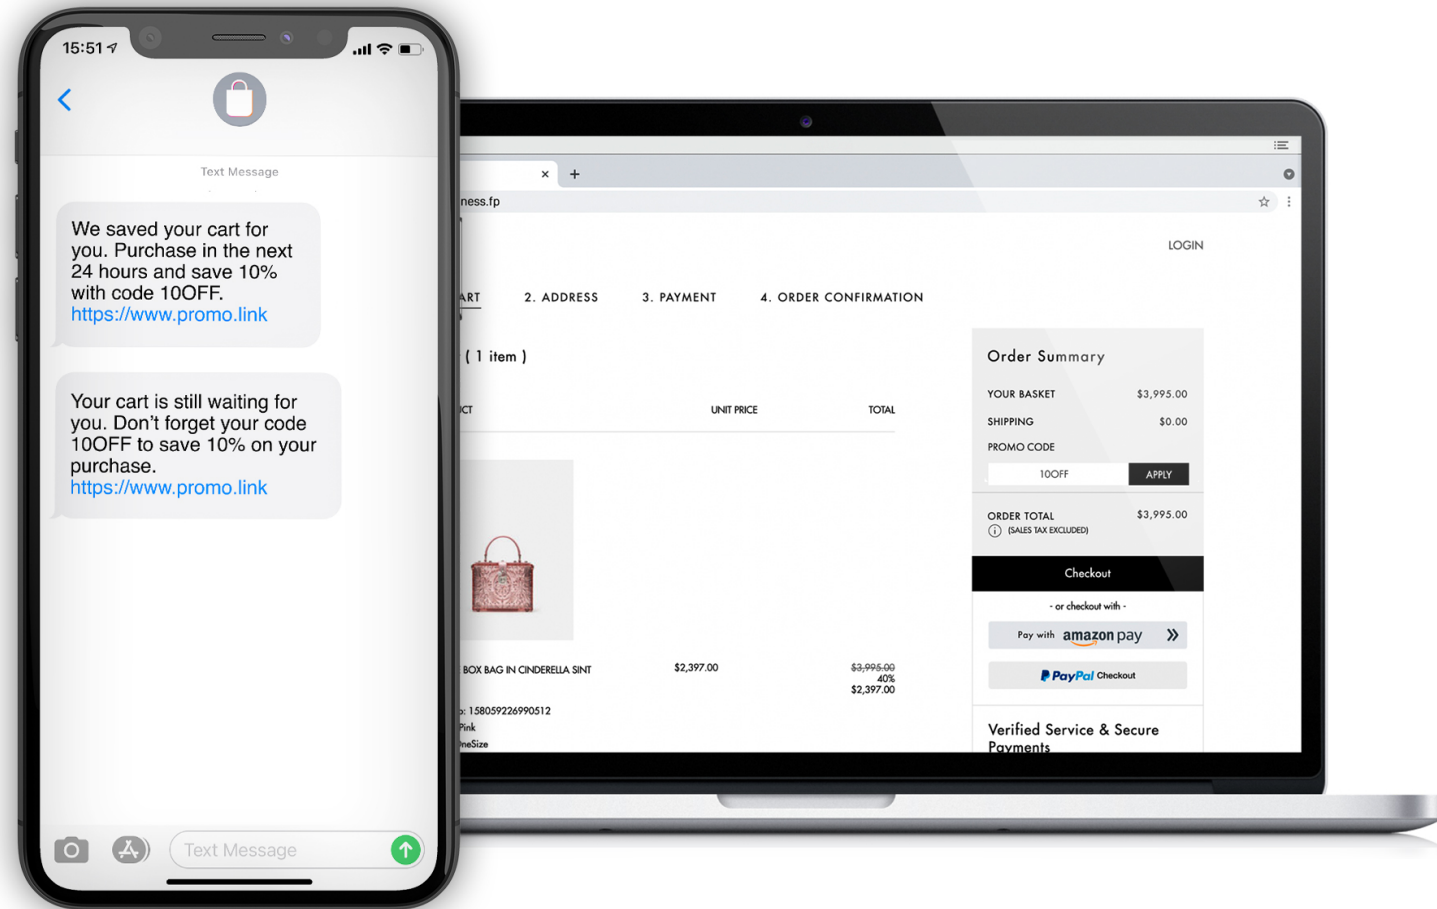 15:51
Text Message
We saved your cart for
you. Purchase in the next
24 hours and save 10%
with code 10OFF.
https://www.promo.link
Your cart is still waiting for
you. Don't forget your code
10OFF to save 10% on your
purchase.
https://www.promo.link
Text Message
ness.fp
LOGIN
ART 2. ADDRESS 3. PAYMENT 4. ORDER CONFIRMATION
( 1 item )
CT UNIT PRICE TOTAL
BOX BAG IN CINDERELLA SINT $2,397.00 $3,995.00
40%
$2,397.00
o: 158059226990512
Pink
neSize
Order Summary
YOUR BASKET $3,995.00
SHIPPING $0.00
PROMO CODE
10OFF APPLY
ORDER TOTAL $3,995.00
(SALES TAX EXCLUDED)
Checkout
- or checkout with -
Pay with amazon pay
PayPal Checkout
Verified Service & Secure
Payments